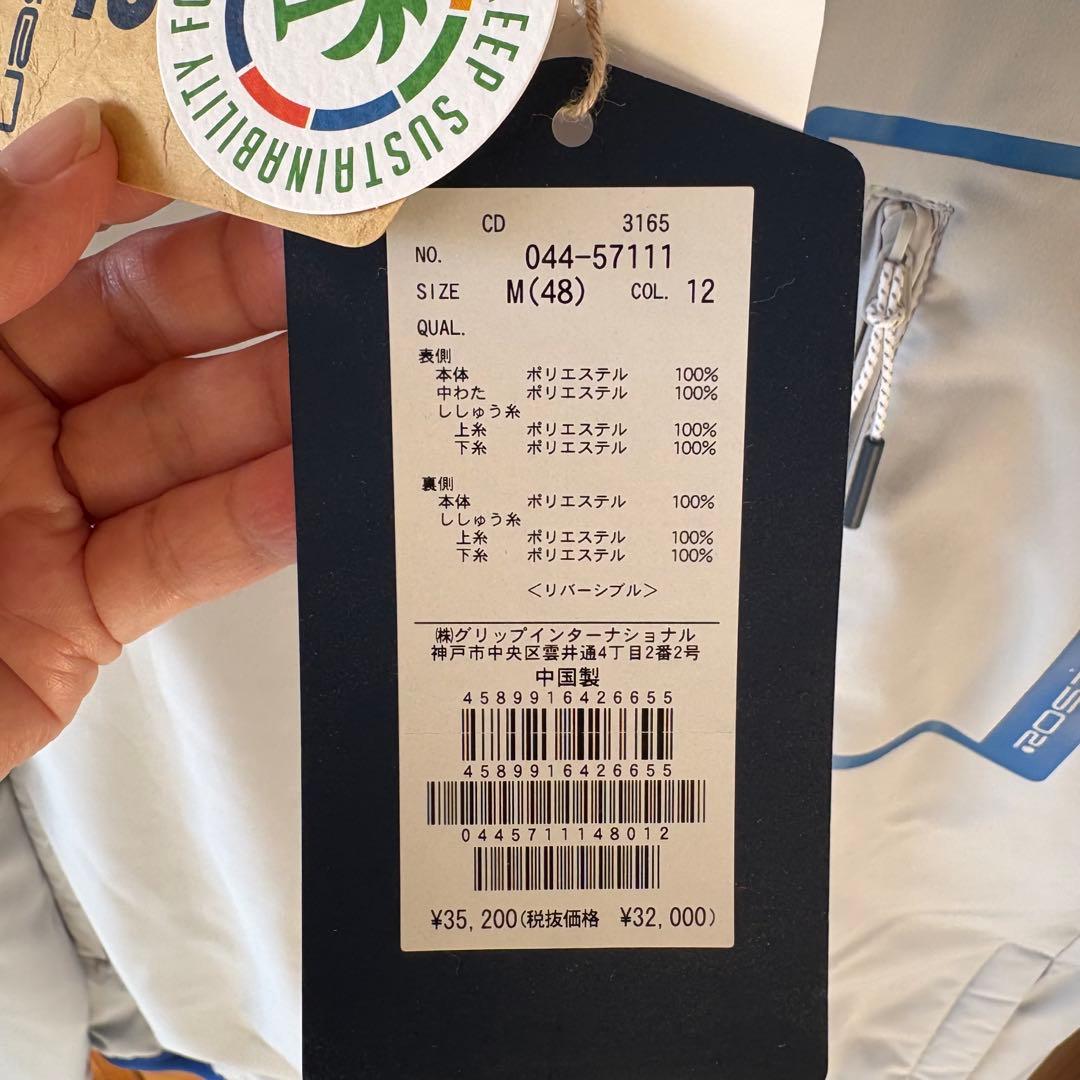 KEEP SUSTAINABILITY FO
CD 3165
NO. 044-57111
SIZE M(48) COL. 12
QUAL.
表側
本体 ポリエステル 100%
中わた ポリエステル 100%
ししゅう糸
上糸 ポリエステル 100%
下糸 ポリエステル 100%
裏側
本体 ポリエステル 100%
ししゅう糸
上糸 ポリエステル 100%
下糸 ポリエステル 100%
<リバーシブル>
㈱グリップインターナショナル
神戸市中央区雲井通4丁目2番2号
中国製
4589916426655
4589916426655
0445711148012
¥35,200(税抜価格 ¥32,000)